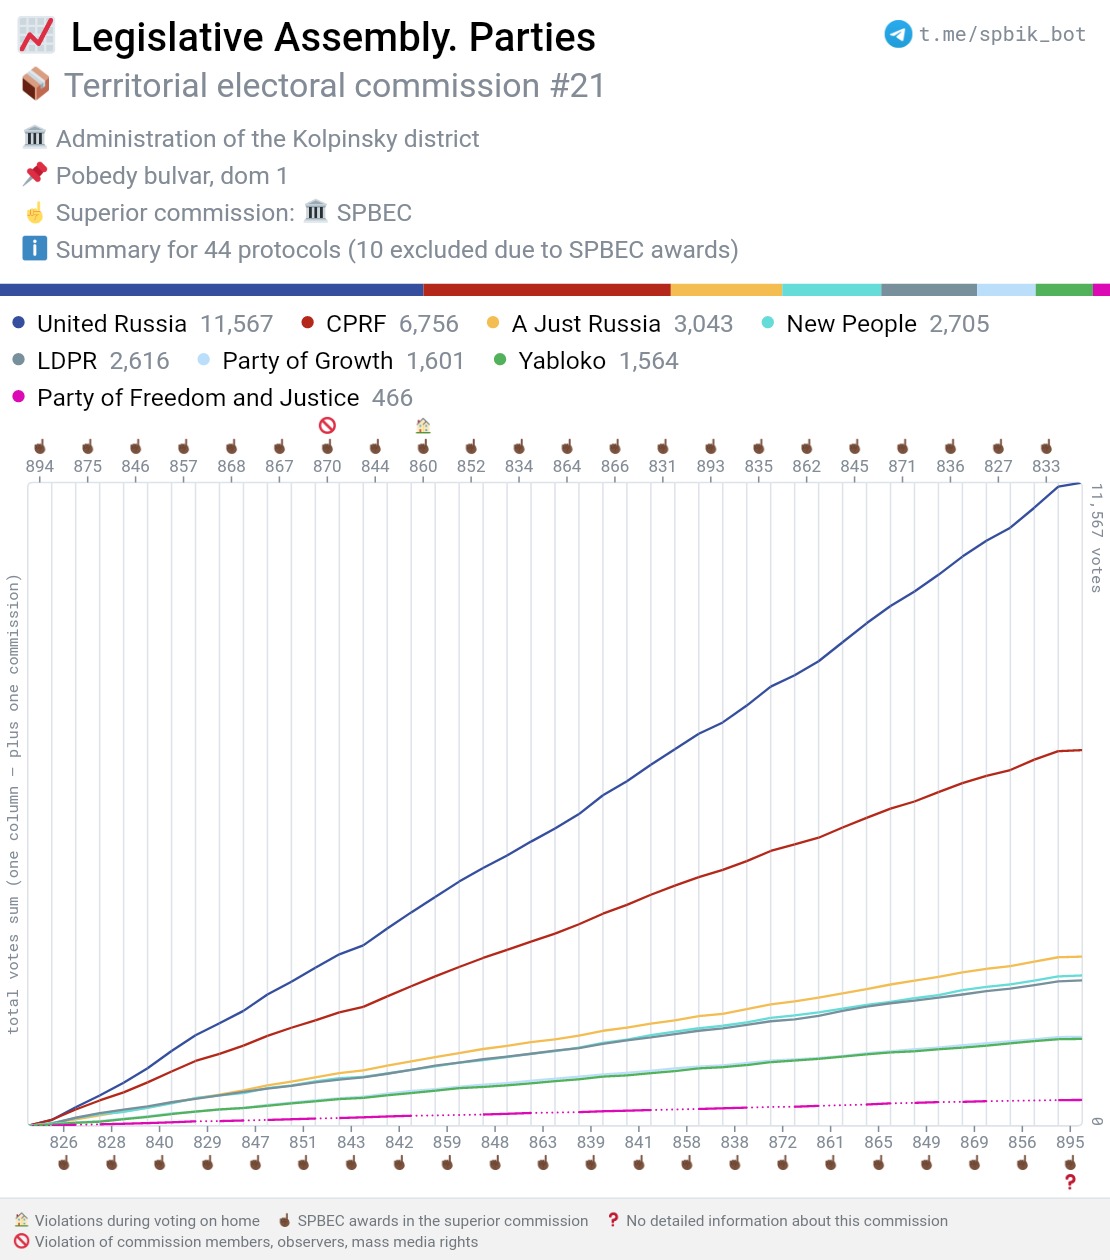 Legislative Assembly. Parties
t.me/spbik_bot
Territorial electoral commission #21
Administration of the Kolpinsky district
Pobedy bulvar, dom 1
Superior commission: SPBEC
Summary for 44 protocols (10 excluded due to SPBEC awards)
United Russia 11,567 CPRF 6,756 A Just Russia 3,043 New People 2,705
LDPR 2,616 Party of Growth 1,601 Yabloko 1,564
Party of Freedom and Justice 466
894 875 846 857 868 867 870 844 860 852 834 864 866 831 893 835 862 845 871 836 827 833
11,567 votes
total votes sum (one column – plus one commission)
0
826 828 840 829 847 851 843 842 859 848 863 839 841 858 838 872 861 865 849 869 856 895
Violations during voting on home SPBEC awards in the superior commission No detailed information about this commission
Violation of commission members, observers, mass media rights